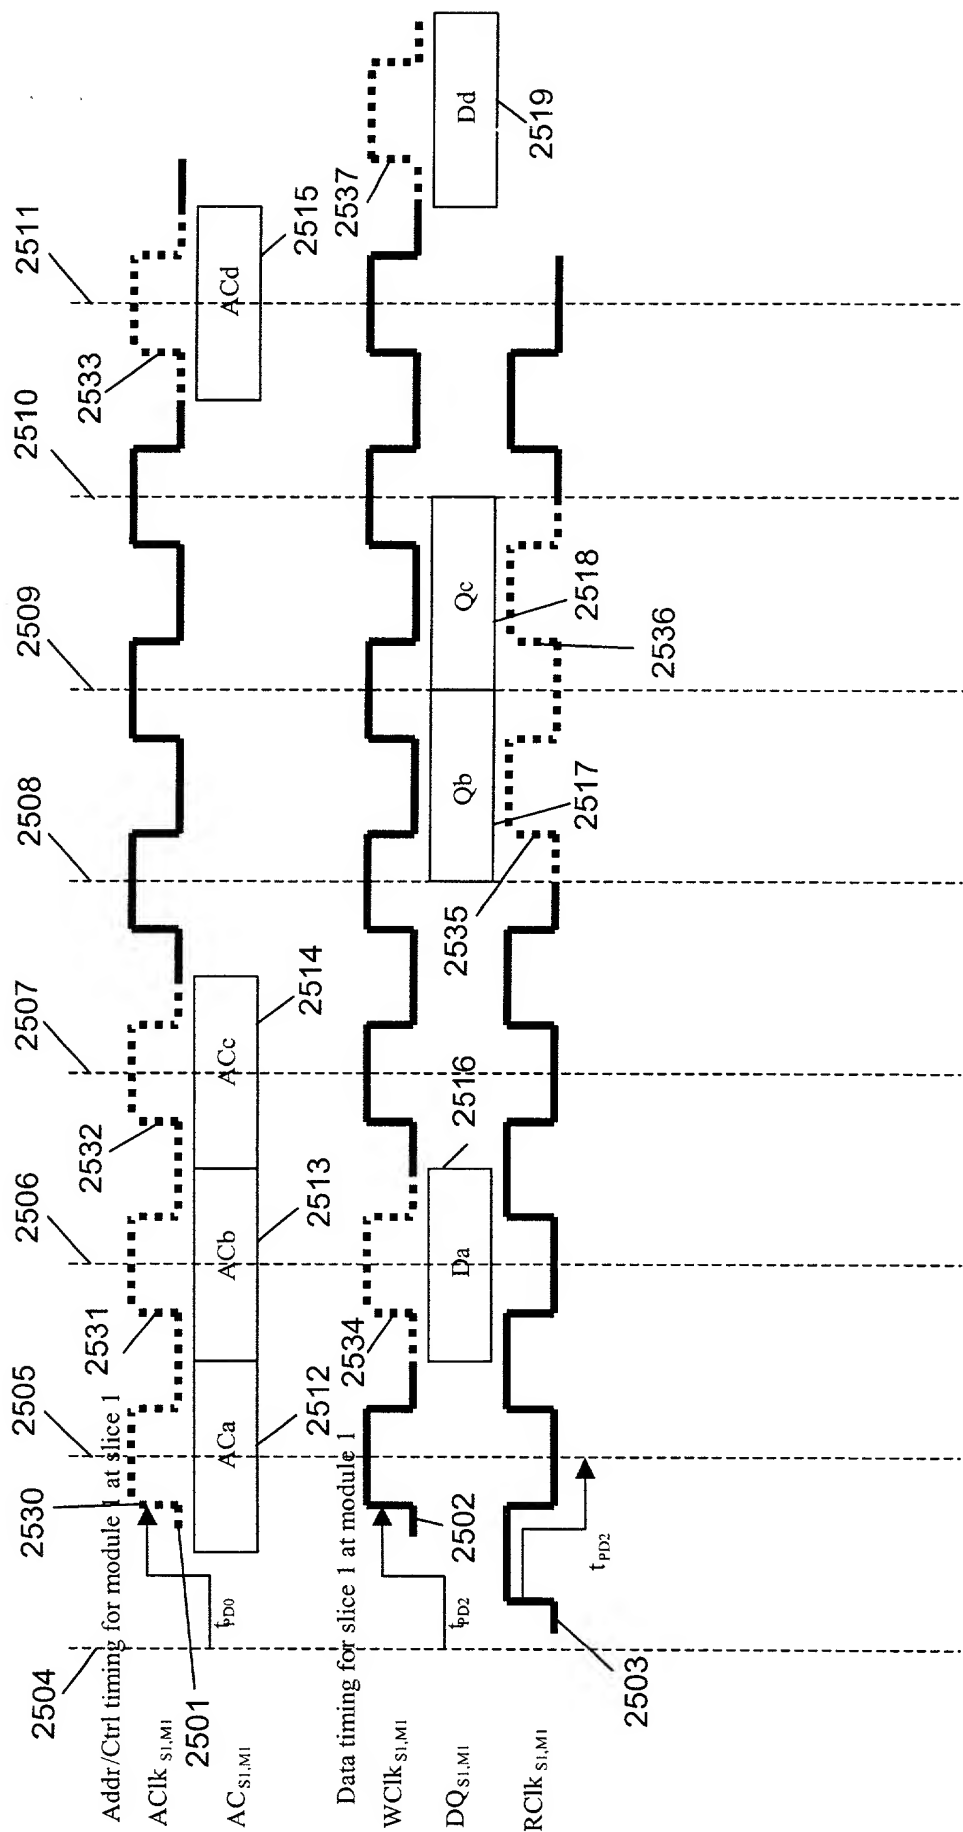 2504
2505
2506
2507
2508
2509
2510
2511
Addr/Ctrl timing for module 1 at slice 1
2530
2531
2532
2533
AClk S1,M1
tPD0
2501
AC S1,M1
ACa
ACb
ACc
ACd
2512
2513
2514
2515
Data timing for slice 1 at module 1
2534
2537
WClk S1,M1
tPD2
2502
2516
2535
DQ S1,M1
Da
Qb
Qc
Dd
2517
2518
2519
RClk S1,M1
2503
tPD2
2536